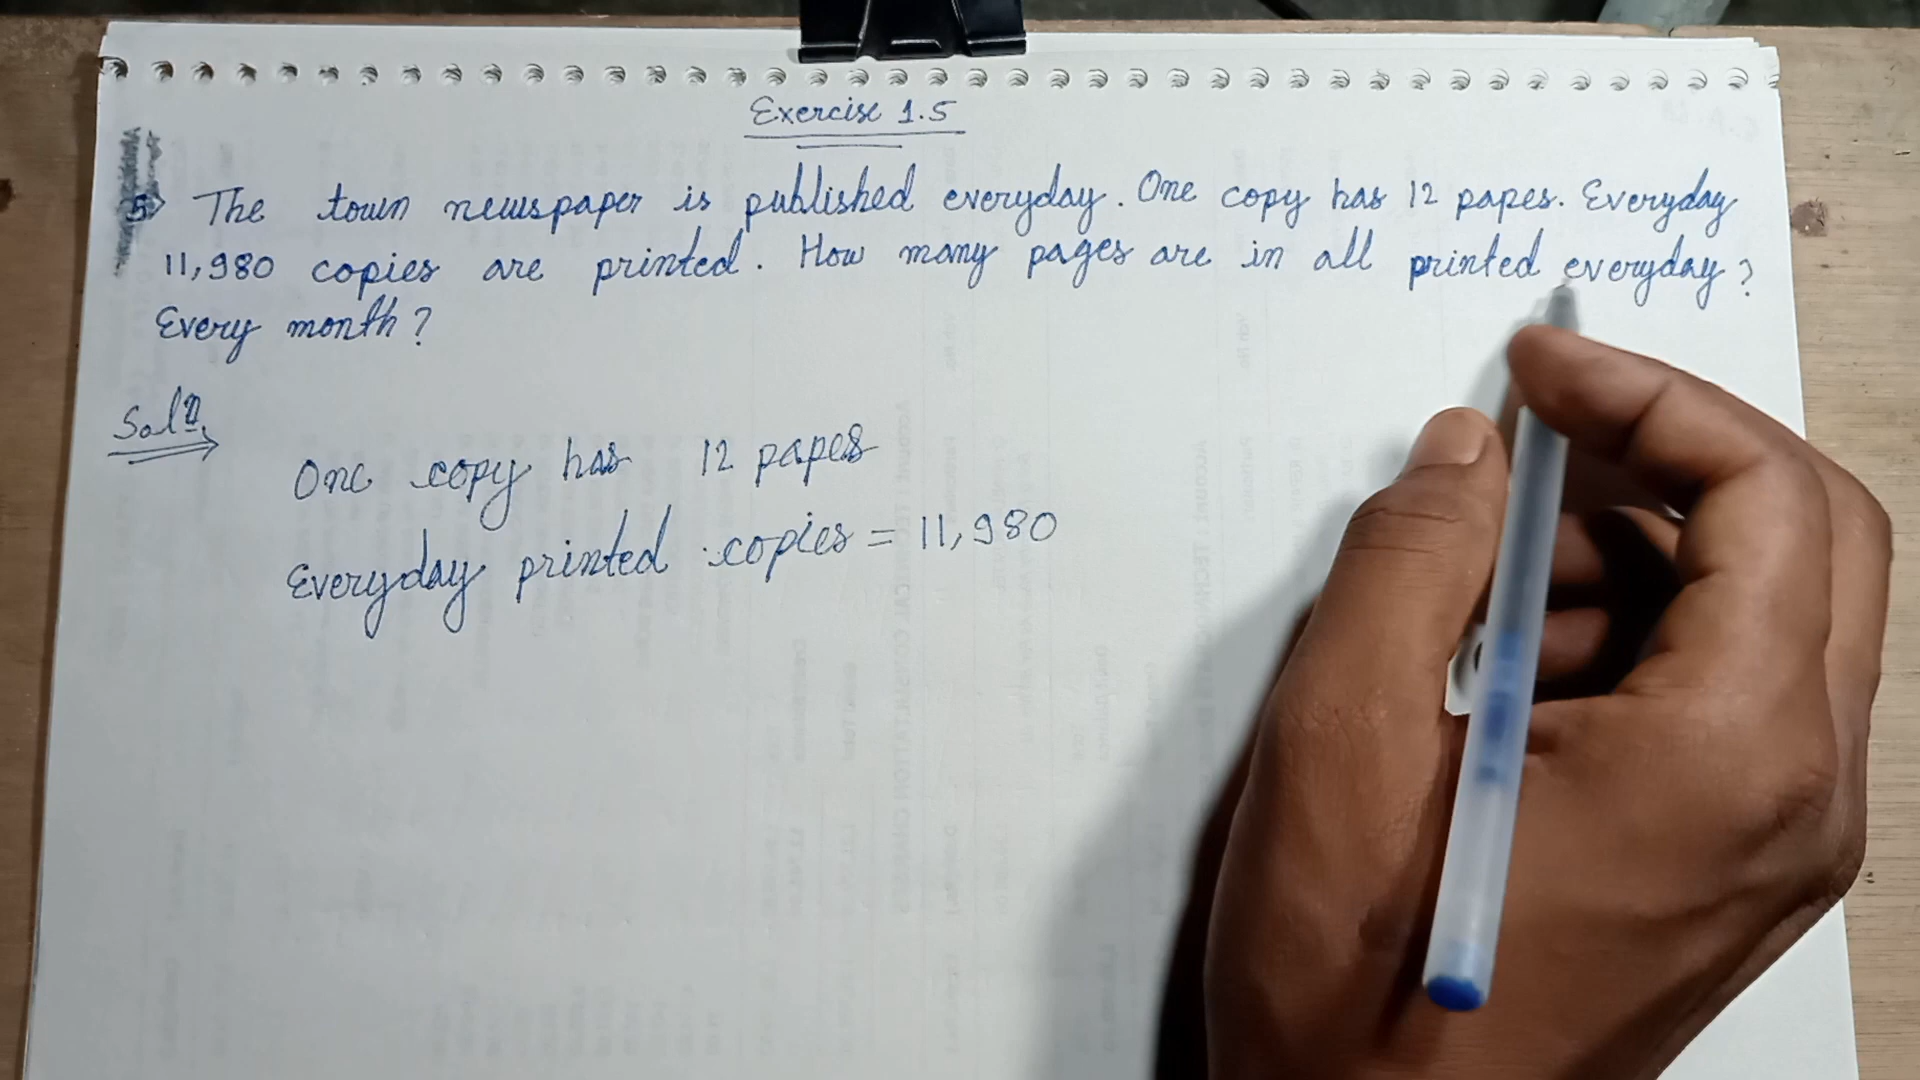 Exercise 1.5
5 The town newspaper is published everyday. One copy has 12 papes. Everyday
11,980 copies are printed. How many pages are in all printed everyday?
Every month?
Solⁿ
One copy has 12 papes
Everyday printed copies = 11,980